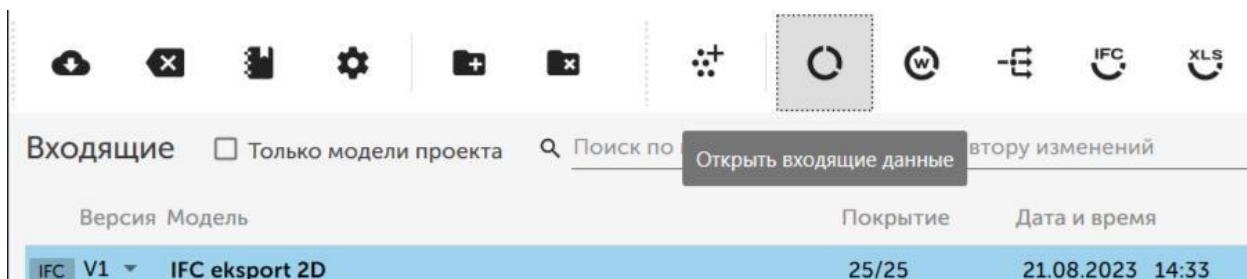 W IFC XLS
Входящие Только модели проекта Поиск по втору изменений
Открыть входящие данные
Версия Модель Покрытие Дата и время
IFC V1 IFC eksport 2D 25/25 21.08.2023 14:33